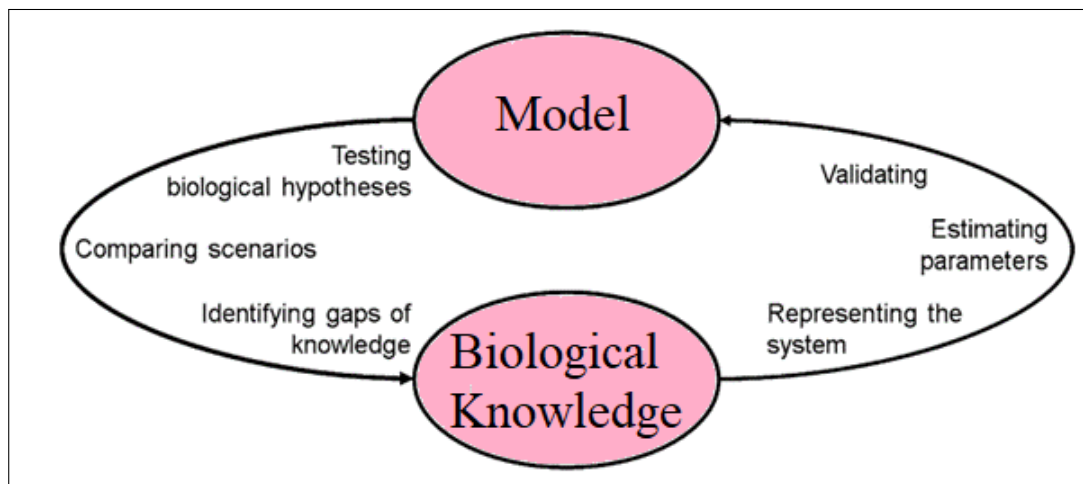 Model
Testing
biological hypotheses
Comparing scenarios
Identifying gaps of
knowledge
Biological
Knowledge
Validating
Estimating
parameters
Representing the
system